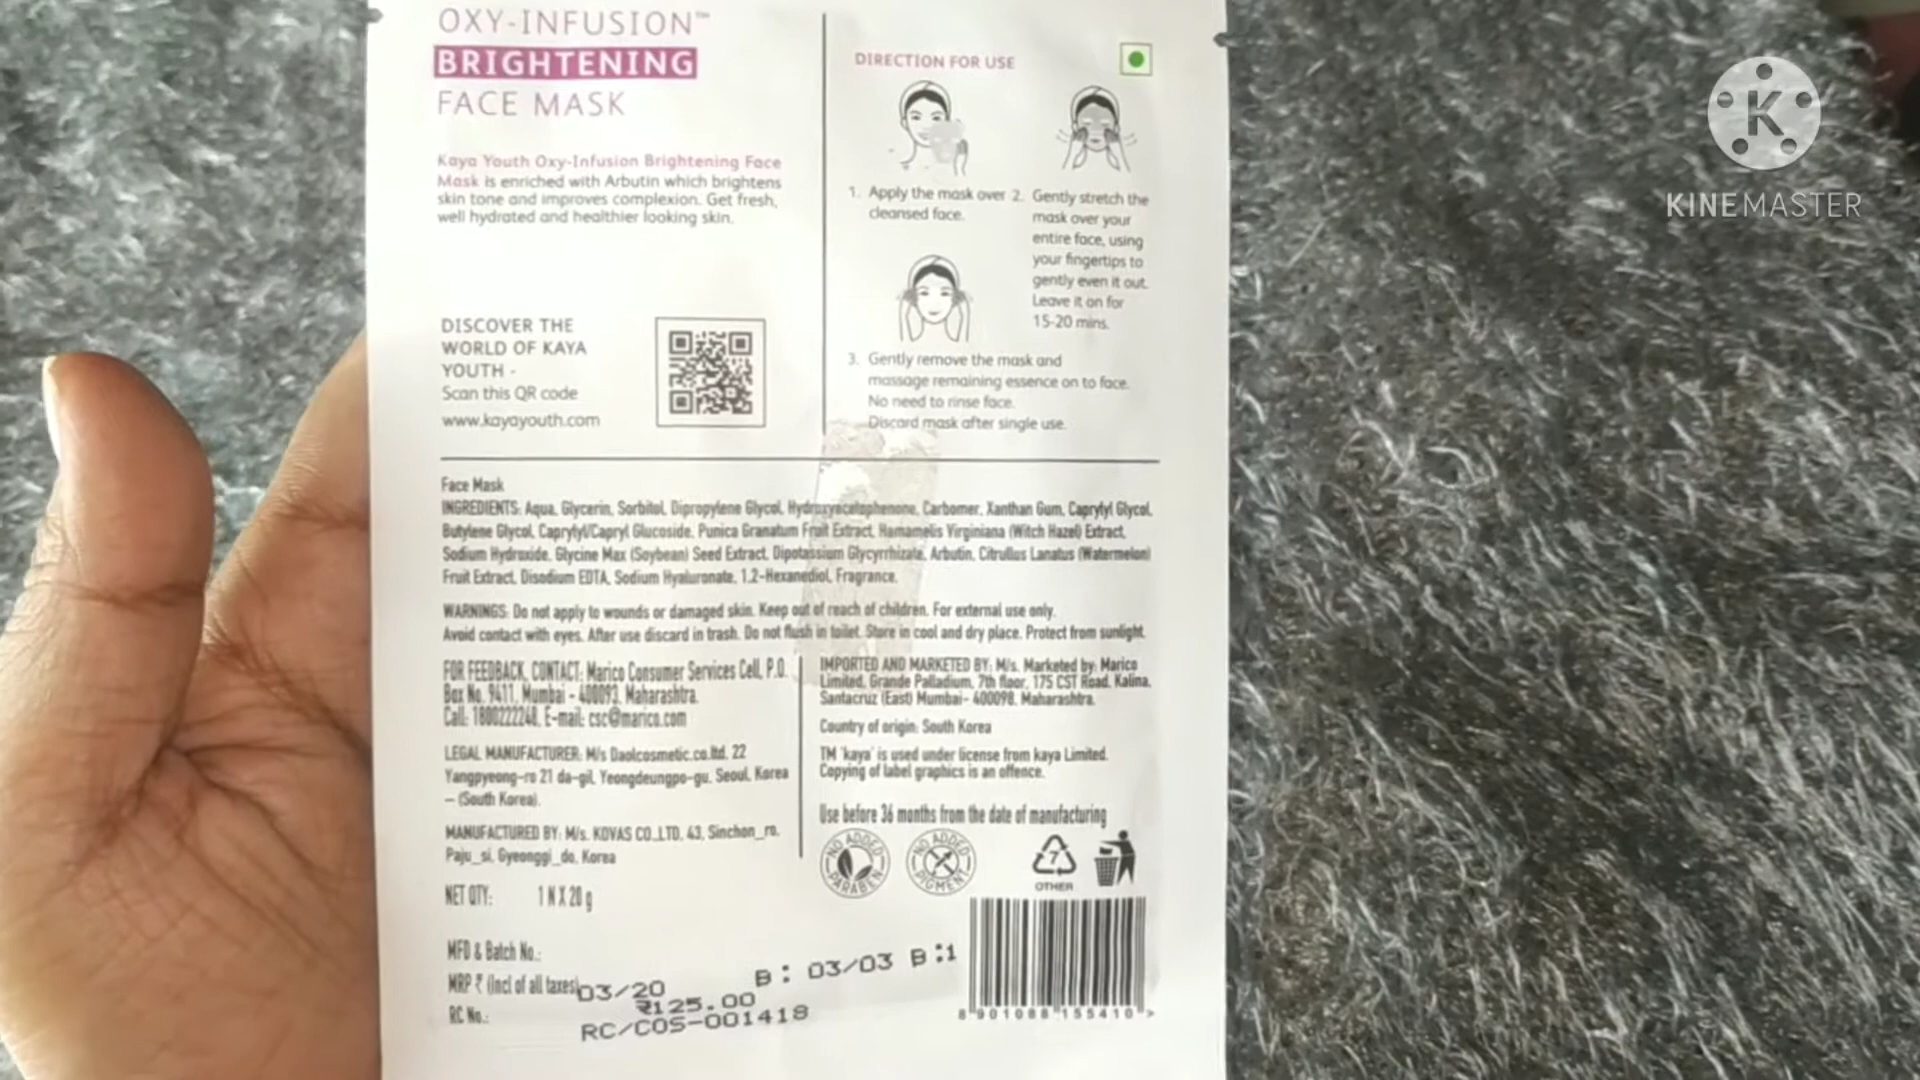 OXY-INFUSION™
BRIGHTENING
FACE MASK
Kaya Youth Oxy-Infusion Brightening Face
Mask is enriched with Arbutin which brightens
skin tone and improves complexion. Get fresh,
well hydrated and healthier looking skin.
DISCOVER THE
WORLD OF KAYA
YOUTH -
Scan this QR code
www.kayayouth.com
DIRECTION FOR USE
1. Apply the mask over
cleansed face.
2. Gently stretch the
mask over your
entire face, using
your fingertips to
gently even it out.
Leave it on for
15-20 mins.
3. Gently remove the mask and
massage remaining essence on to face.
No need to rinse face.
Discard mask after single use.
Face Mask
INGREDIENTS: Aqua, Glycerin, Sorbitol, Dipropylene Glycol, Hydroxyacetophenone, Carbomer, Xanthan Gum, Caprylyl Glycol,
Butylene Glycol, Caprylyl/Capryl Glucoside, Punica Granatum Fruit Extract, Hamamelis Virginiana (Witch Hazel) Extract,
Sodium Hydroxide, Glycine Max (Soybean) Seed Extract, Dipotassium Glycyrrhizate, Arbutin, Citrullus Lanatus (Watermelon)
Fruit Extract, Disodium EDTA, Sodium Hyaluronate, 1,2-Hexanediol, Fragrance.
WARNINGS: Do not apply to wounds or damaged skin. Keep out of reach of children. For external use only.
Avoid contact with eyes. After use discard in trash. Do not flush in toilet. Store in cool and dry place. Protect from sunlight.
FOR FEEDBACK, CONTACT: Marico Consumer Services Cell, P.O.
Box No. 9411, Mumbai - 400093, Maharashtra.
Call: 1800222248, E-mail: csc@marico.com
LEGAL MANUFACTURER: M/s Daolcosmetic.co.ltd. 22
Yangpyeong-ro 21 da-gil, Yeongdeungpo-gu, Seoul, Korea
– (South Korea).
MANUFACTURED BY: M/s. KOVAS CO.,LTD, 43, Sinchon_ro,
Paju_si, Gyeonggi_do, Korea
NET QTY: 1 N X 20 g
IMPORTED AND MARKETED BY: M/s. Marketed by: Marico
Limited, Grande Palladium, 7th floor, 175 CST Road, Kalina,
Santacruz (East) Mumbai- 400098, Maharashtra.
Country of origin: South Korea
TM 'kaya' is used under license from kaya Limited.
Copying of label graphics is an offence.
Use before 36 months from the date of manufacturing
NO ADDED PARABEN
NO ADDED PIGMENT
7
OTHER
MFD & Batch No.:
MRP ₹ (incl of all taxes)
RC No.:
03/20 B: 03/03 B:1
₹125.00
RC/COS-001418
8 901088 155410 >
K
KINEMASTER